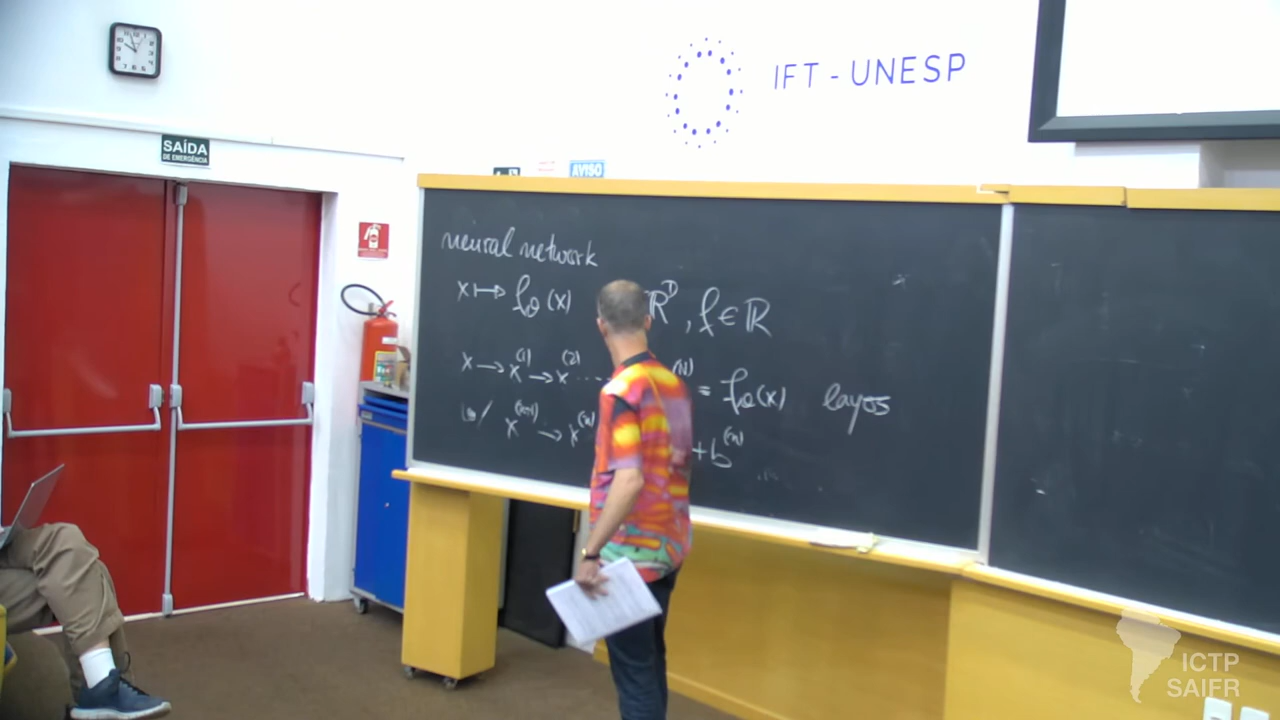 IFT - UNESP
SAÍDA
DE EMERGÊNCIA
AVISO
neural network
x ↦ f_θ(x) ℝ^D, f ∈ ℝ
x → x^(1) → x^(2) ... ^(N) = f_θ(x) layers
w/ x^(n-1) → x^(n) + b^(n)
ICTP
SAIFR